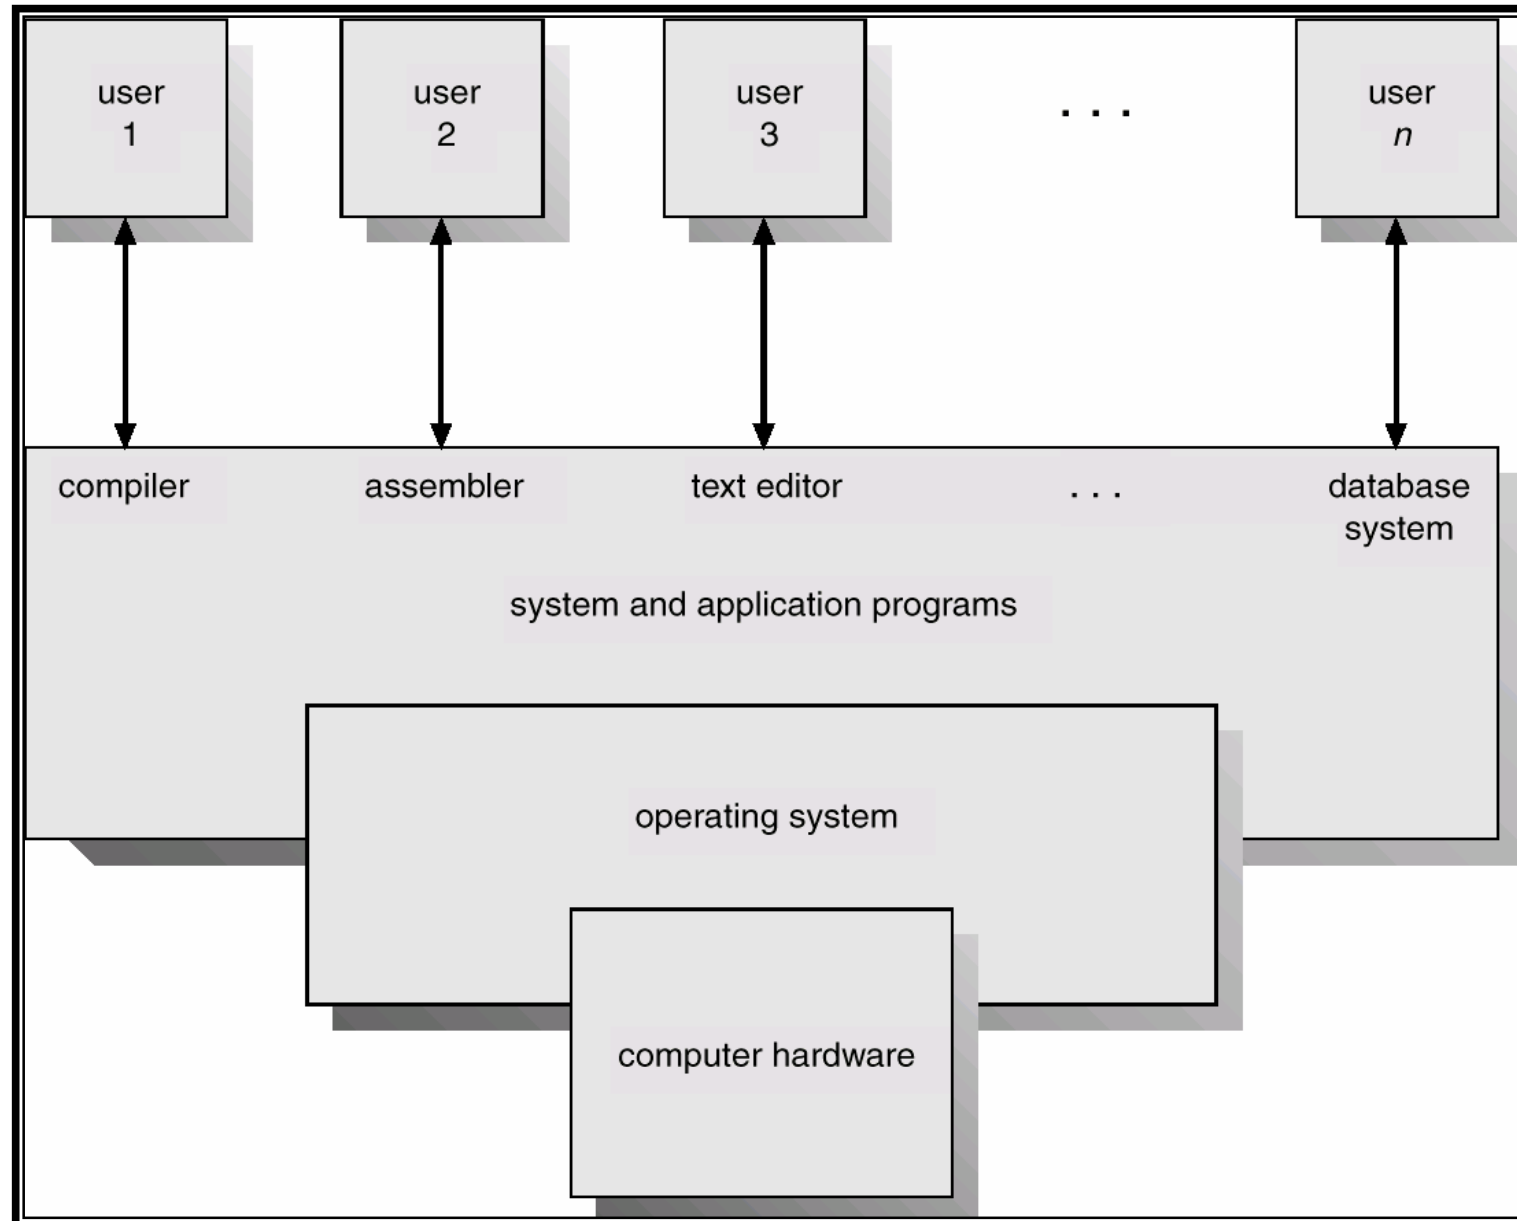 user
1
user
2
user
3
. . .
user
n
compiler
assembler
text editor
. . .
database
system
system and application programs
operating system
computer hardware